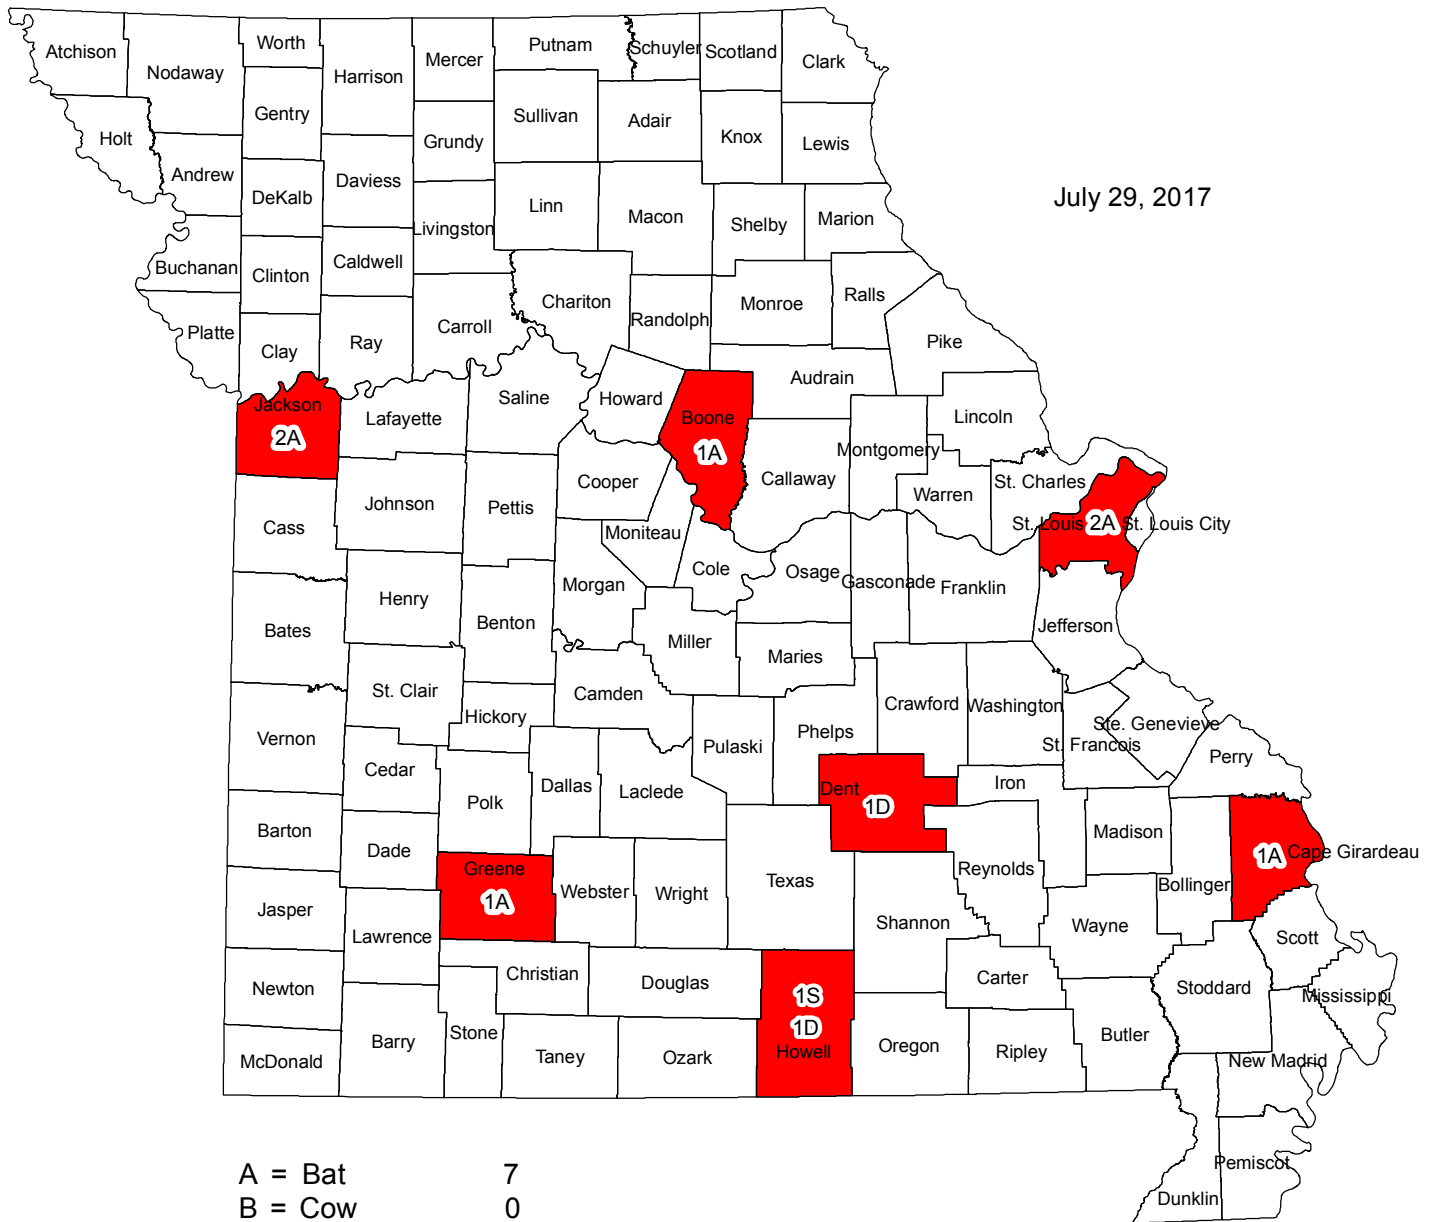 Atchison
Nodaway
Worth
Harrison
Mercer
Putnam
Schuyler
Scotland
Clark
Gentry
Sullivan
Adair
Knox
Lewis
Holt
Andrew
DeKalb
Daviess
Grundy
Livingston
Linn
Macon
Shelby
Marion
July 29, 2017
Buchanan
Clinton
Caldwell
Chariton
Randolph
Monroe
Ralls
Platte
Clay
Ray
Carroll
Pike
Audrain
Jackson
2A
Lafayette
Saline
Howard
Boone
1A
Callaway
Montgomery
Lincoln
Warren
St. Charles
St. Louis
2A
St. Louis City
Cass
Johnson
Pettis
Cooper
Moniteau
Cole
Osage
Gasconade
Franklin
Jefferson
Bates
Henry
Benton
Morgan
Miller
Maries
St. Clair
Hickory
Camden
Pulaski
Phelps
Crawford
Washington
St. Francois
Ste. Genevieve
Perry
Vernon
Cedar
Polk
Dallas
Laclede
Dent
1D
Iron
Madison
Bollinger
1A
Cape Girardeau
Barton
Dade
Greene
1A
Webster
Wright
Texas
Shannon
Reynolds
Wayne
Jasper
Lawrence
Christian
Douglas
1S
1D
Howell
Carter
Stoddard
Scott
Mississippi
Newton
McDonald
Barry
Stone
Taney
Ozark
Oregon
Ripley
Butler
New Madrid
Pemiscot
Dunklin
A = Bat 7
B = Cow 0